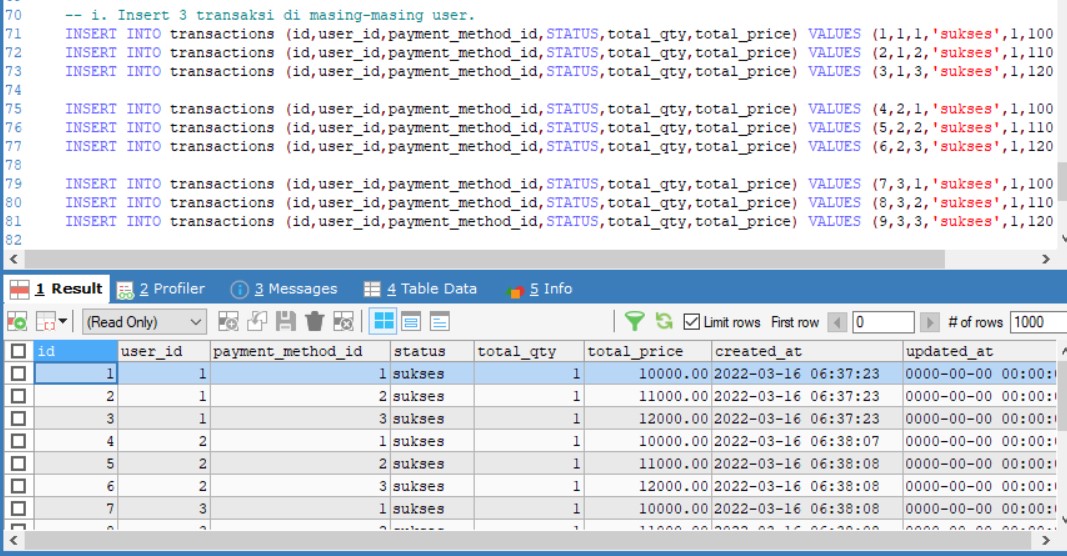 70 -- i. Insert 3 transaksi di masing-masing user.
71 INSERT INTO transactions (id,user_id,payment_method_id,STATUS,total_qty,total_price) VALUES (1,1,1,'sukses',1,100
72 INSERT INTO transactions (id,user_id,payment_method_id,STATUS,total_qty,total_price) VALUES (2,1,2,'sukses',1,110
73 INSERT INTO transactions (id,user_id,payment_method_id,STATUS,total_qty,total_price) VALUES (3,1,3,'sukses',1,120
74
75 INSERT INTO transactions (id,user_id,payment_method_id,STATUS,total_qty,total_price) VALUES (4,2,1,'sukses',1,100
76 INSERT INTO transactions (id,user_id,payment_method_id,STATUS,total_qty,total_price) VALUES (5,2,2,'sukses',1,110
77 INSERT INTO transactions (id,user_id,payment_method_id,STATUS,total_qty,total_price) VALUES (6,2,3,'sukses',1,120
78
79 INSERT INTO transactions (id,user_id,payment_method_id,STATUS,total_qty,total_price) VALUES (7,3,1,'sukses',1,100
80 INSERT INTO transactions (id,user_id,payment_method_id,STATUS,total_qty,total_price) VALUES (8,3,2,'sukses',1,110
81 INSERT INTO transactions (id,user_id,payment_method_id,STATUS,total_qty,total_price) VALUES (9,3,3,'sukses',1,120
82
1 Result 2 Profiler 3 Messages 4 Table Data 5 Info
(Read Only) Limit rows First row 0 # of rows 1000
id user_id payment_method_id status total_qty total_price created_at updated_at
1 1 1 sukses 1 10000.00 2022-03-16 06:37:23 0000-00-00 00:00:
2 1 2 sukses 1 11000.00 2022-03-16 06:37:23 0000-00-00 00:00:
3 1 3 sukses 1 12000.00 2022-03-16 06:37:23 0000-00-00 00:00:
4 2 1 sukses 1 10000.00 2022-03-16 06:38:07 0000-00-00 00:00:
5 2 2 sukses 1 11000.00 2022-03-16 06:38:08 0000-00-00 00:00:
6 2 3 sukses 1 12000.00 2022-03-16 06:38:08 0000-00-00 00:00:
7 3 1 sukses 1 10000.00 2022-03-16 06:38:08 0000-00-00 00:00: